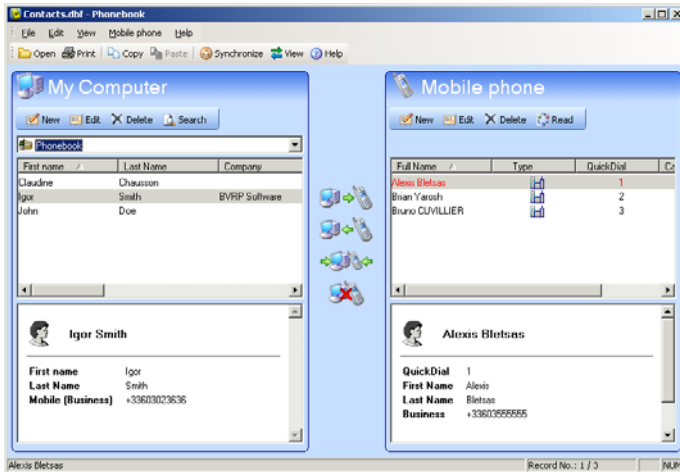 Contacts.dbf - Phonebook
File Edit View Mobile phone Help
Open Print Copy Paste Synchronize View Help
My Computer
New Edit Delete Search
Phonebook
First name Last Name Company
Claudine Chausson
Igor Smith BVRP Software
John Doe
Igor Smith
First name Igor
Last Name Smith
Mobile (Business) +33603023636
Mobile phone
New Edit Delete Read
Full Name Type QuickDial Ca
Alexis Bletsas 1
Brian Yarosh 2
Bruno CUVILLIER 3
Alexis Bletsas
QuickDial 1
First Name Alexis
Last Name Bletsas
Business +33603555555
Alexis Bletsas Record No.: 1 / 3 NUM